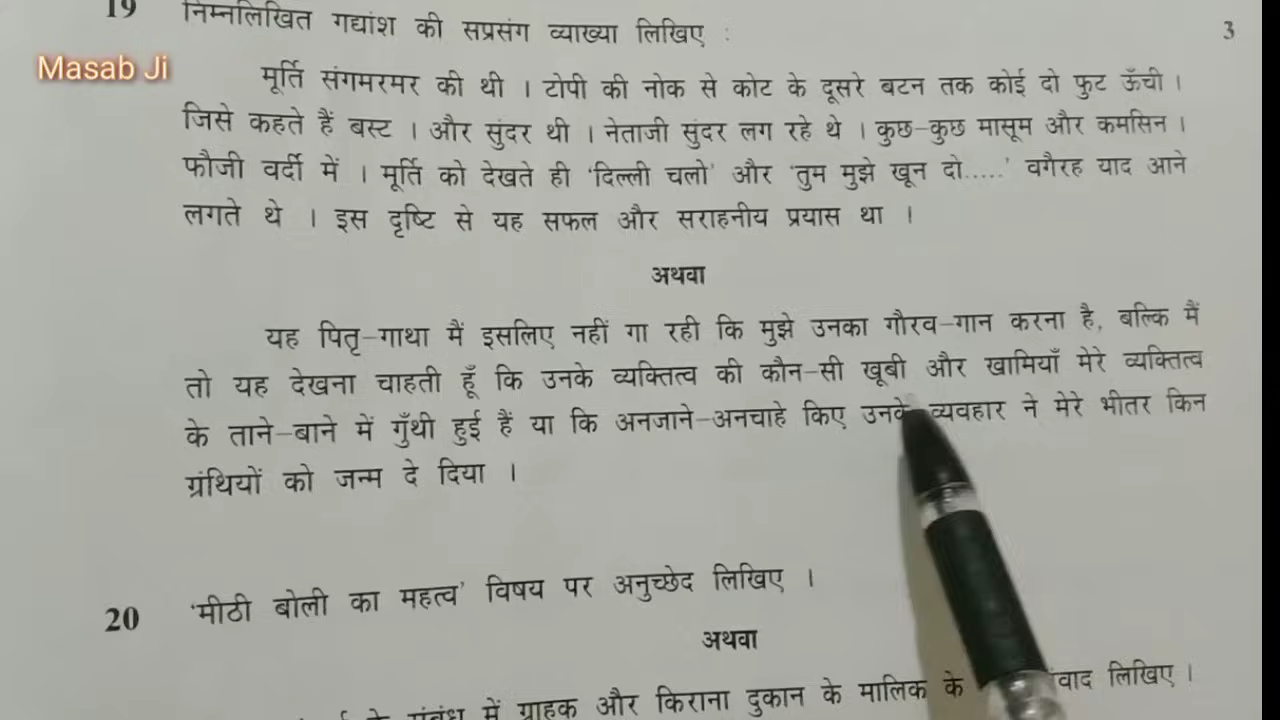 19 निम्नलिखित गद्यांश की सप्रसंग व्याख्या लिखिए : 3
Masab Ji
मूर्ति संगमरमर की थी । टोपी की नोक से कोट के दूसरे बटन तक कोई दो फुट ऊँची ।
जिसे कहते हैं बस्ट । और सुंदर थी । नेताजी सुंदर लग रहे थे । कुछ-कुछ मासूम और कमसिन ।
फौजी वर्दी में । मूर्ति को देखते ही 'दिल्ली चलो' और 'तुम मुझे खून दो.....' वगैरह याद आने
लगते थे । इस दृष्टि से यह सफल और सराहनीय प्रयास था ।
अथवा
यह पितृ-गाथा मैं इसलिए नहीं गा रही कि मुझे उनका गौरव-गान करना है, बल्कि मैं
तो यह देखना चाहती हूँ कि उनके व्यक्तित्व की कौन-सी खूबी और खामियाँ मेरे व्यक्तित्व
के ताने-बाने में गुँथी हुई हैं या कि अनजाने-अनचाहे किए उनके व्यवहार ने मेरे भीतर किन
ग्रंथियों को जन्म दे दिया ।
20 'मीठी बोली का महत्व' विषय पर अनुच्छेद लिखिए ।
अथवा
के संबंध में ग्राहक और किराना दुकान के मालिक के लिखिए ।